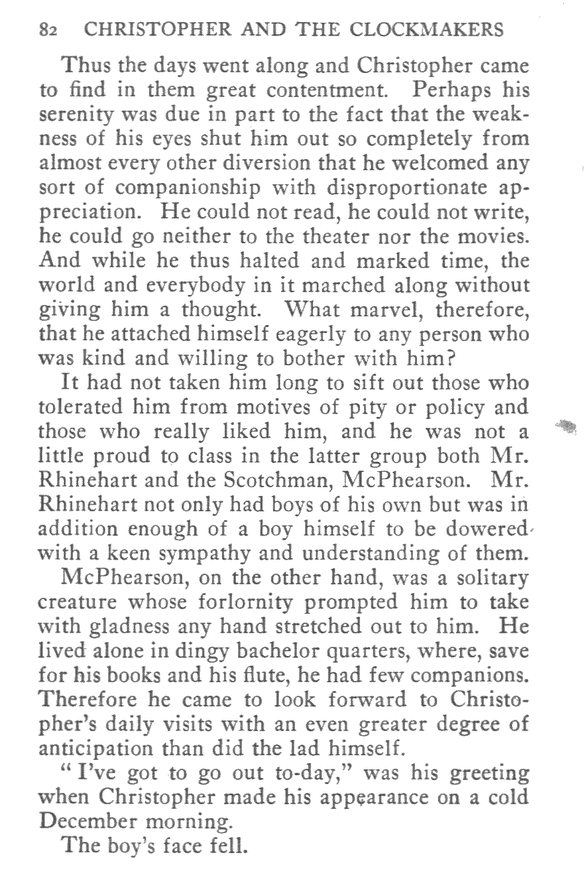 82 CHRISTOPHER AND THE CLOCKMAKERS
Thus the days went along and Christopher came
to find in them great contentment. Perhaps his
serenity was due in part to the fact that the weak-
ness of his eyes shut him out so completely from
almost every other diversion that he welcomed any
sort of companionship with disproportionate ap-
preciation. He could not read, he could not write,
he could go neither to the theater nor the movies.
And while he thus halted and marked time, the
world and everybody in it marched along without
giving him a thought. What marvel, therefore,
that he attached himself eagerly to any person who
was kind and willing to bother with him?
It had not taken him long to sift out those who
tolerated him from motives of pity or policy and
those who really liked him, and he was not a
little proud to class in the latter group both Mr.
Rhinehart and the Scotchman, McPhearson. Mr.
Rhinehart not only had boys of his own but was in
addition enough of a boy himself to be dowered
with a keen sympathy and understanding of them.
McPhearson, on the other hand, was a solitary
creature whose forlornity prompted him to take
with gladness any hand stretched out to him. He
lived alone in dingy bachelor quarters, where, save
for his books and his flute, he had few companions.
Therefore he came to look forward to Christo-
pher's daily visits with an even greater degree of
anticipation than did the lad himself.
"I've got to go out to-day," was his greeting
when Christopher made his appearance on a cold
December morning.
The boy's face fell.